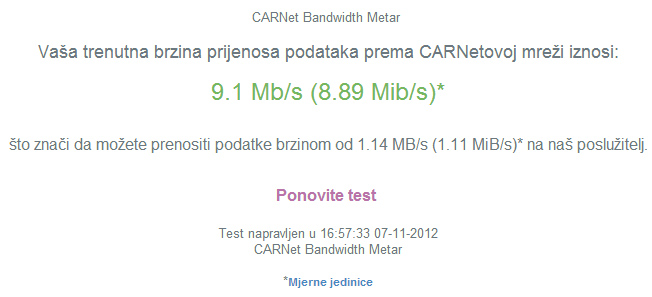 CARNet Bandwidth Metar
Vaša trenutna brzina prijenosa podataka prema CARNetovoj mreži iznosi:
9.1 Mb/s (8.89 Mib/s)*
što znači da možete prenositi podatke brzinom od 1.14 MB/s (1.11 MiB/s)* na naš poslužitelj.
Ponovite test
Test napravljen u 16:57:33 07-11-2012
CARNet Bandwidth Metar
*Mjerne jedinice